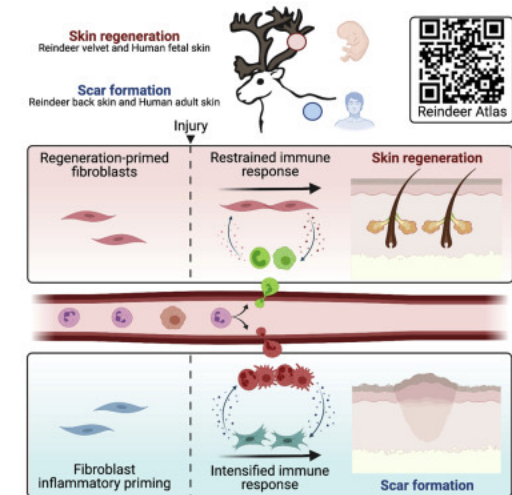 Skin regeneration
Reindeer velvet and Human fetal skin
Scar formation
Reindeer back skin and Human adult skin
Reindeer Atlas
Injury
Regeneration-primed
fibroblasts
Restrained immune
response
Skin regeneration
Fibroblast
inflammatory priming
Intensified immune
response
Scar formation